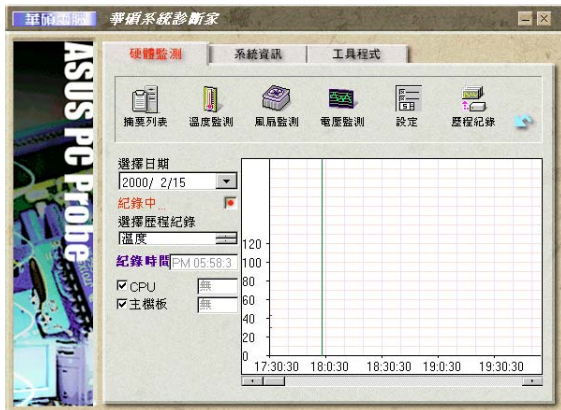 華碩電腦 華碩系統診斷家
ASUS PC Probe
硬體監測 系統資訊 工具程式
摘要列表 溫度監測 風扇監測 電壓監測 設定 歷程紀錄
選擇日期
2000/ 2/15
紀錄中...
選擇歷程紀錄
溫度
紀錄時間 PM 05:58:3
CPU 無
主機板 無
120
100
80
60
40
20
0
17:30:30 18:0:30 18:30:30 19:0:30 19:30:30